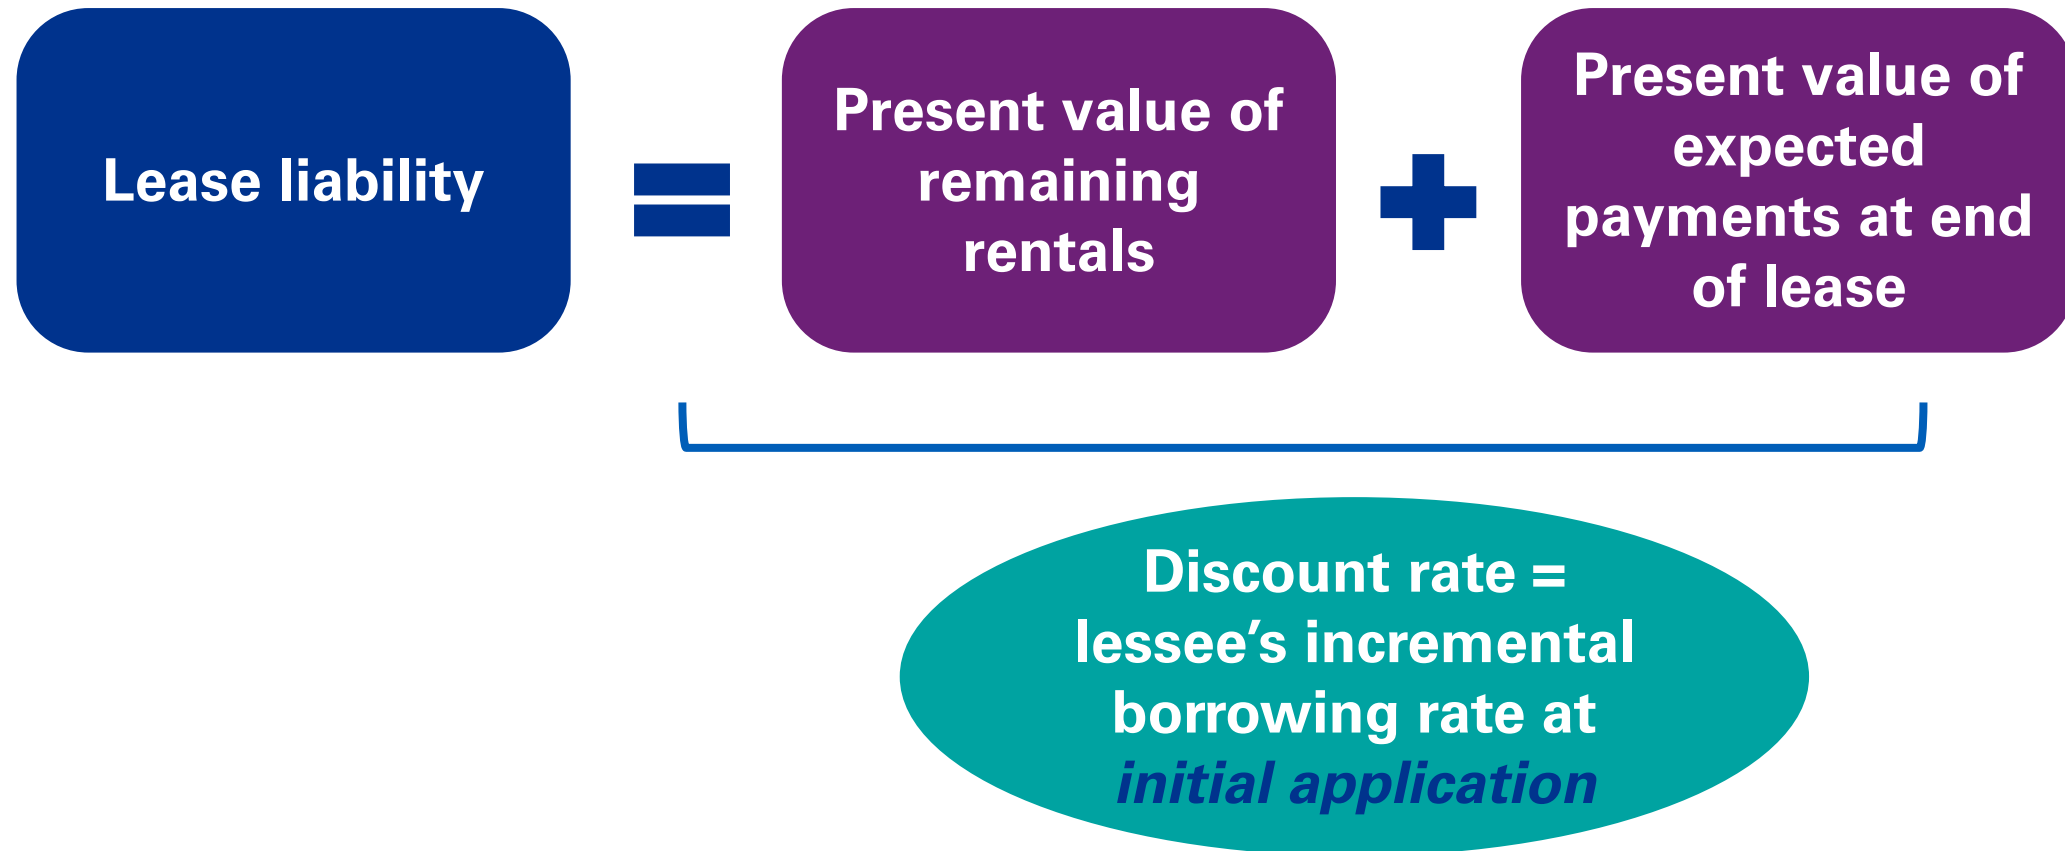 Lease liability
=
Present value of
remaining
rentals
+
Present value of
expected
payments at end
of lease
Discount rate =
lessee’s incremental
borrowing rate at
initial application